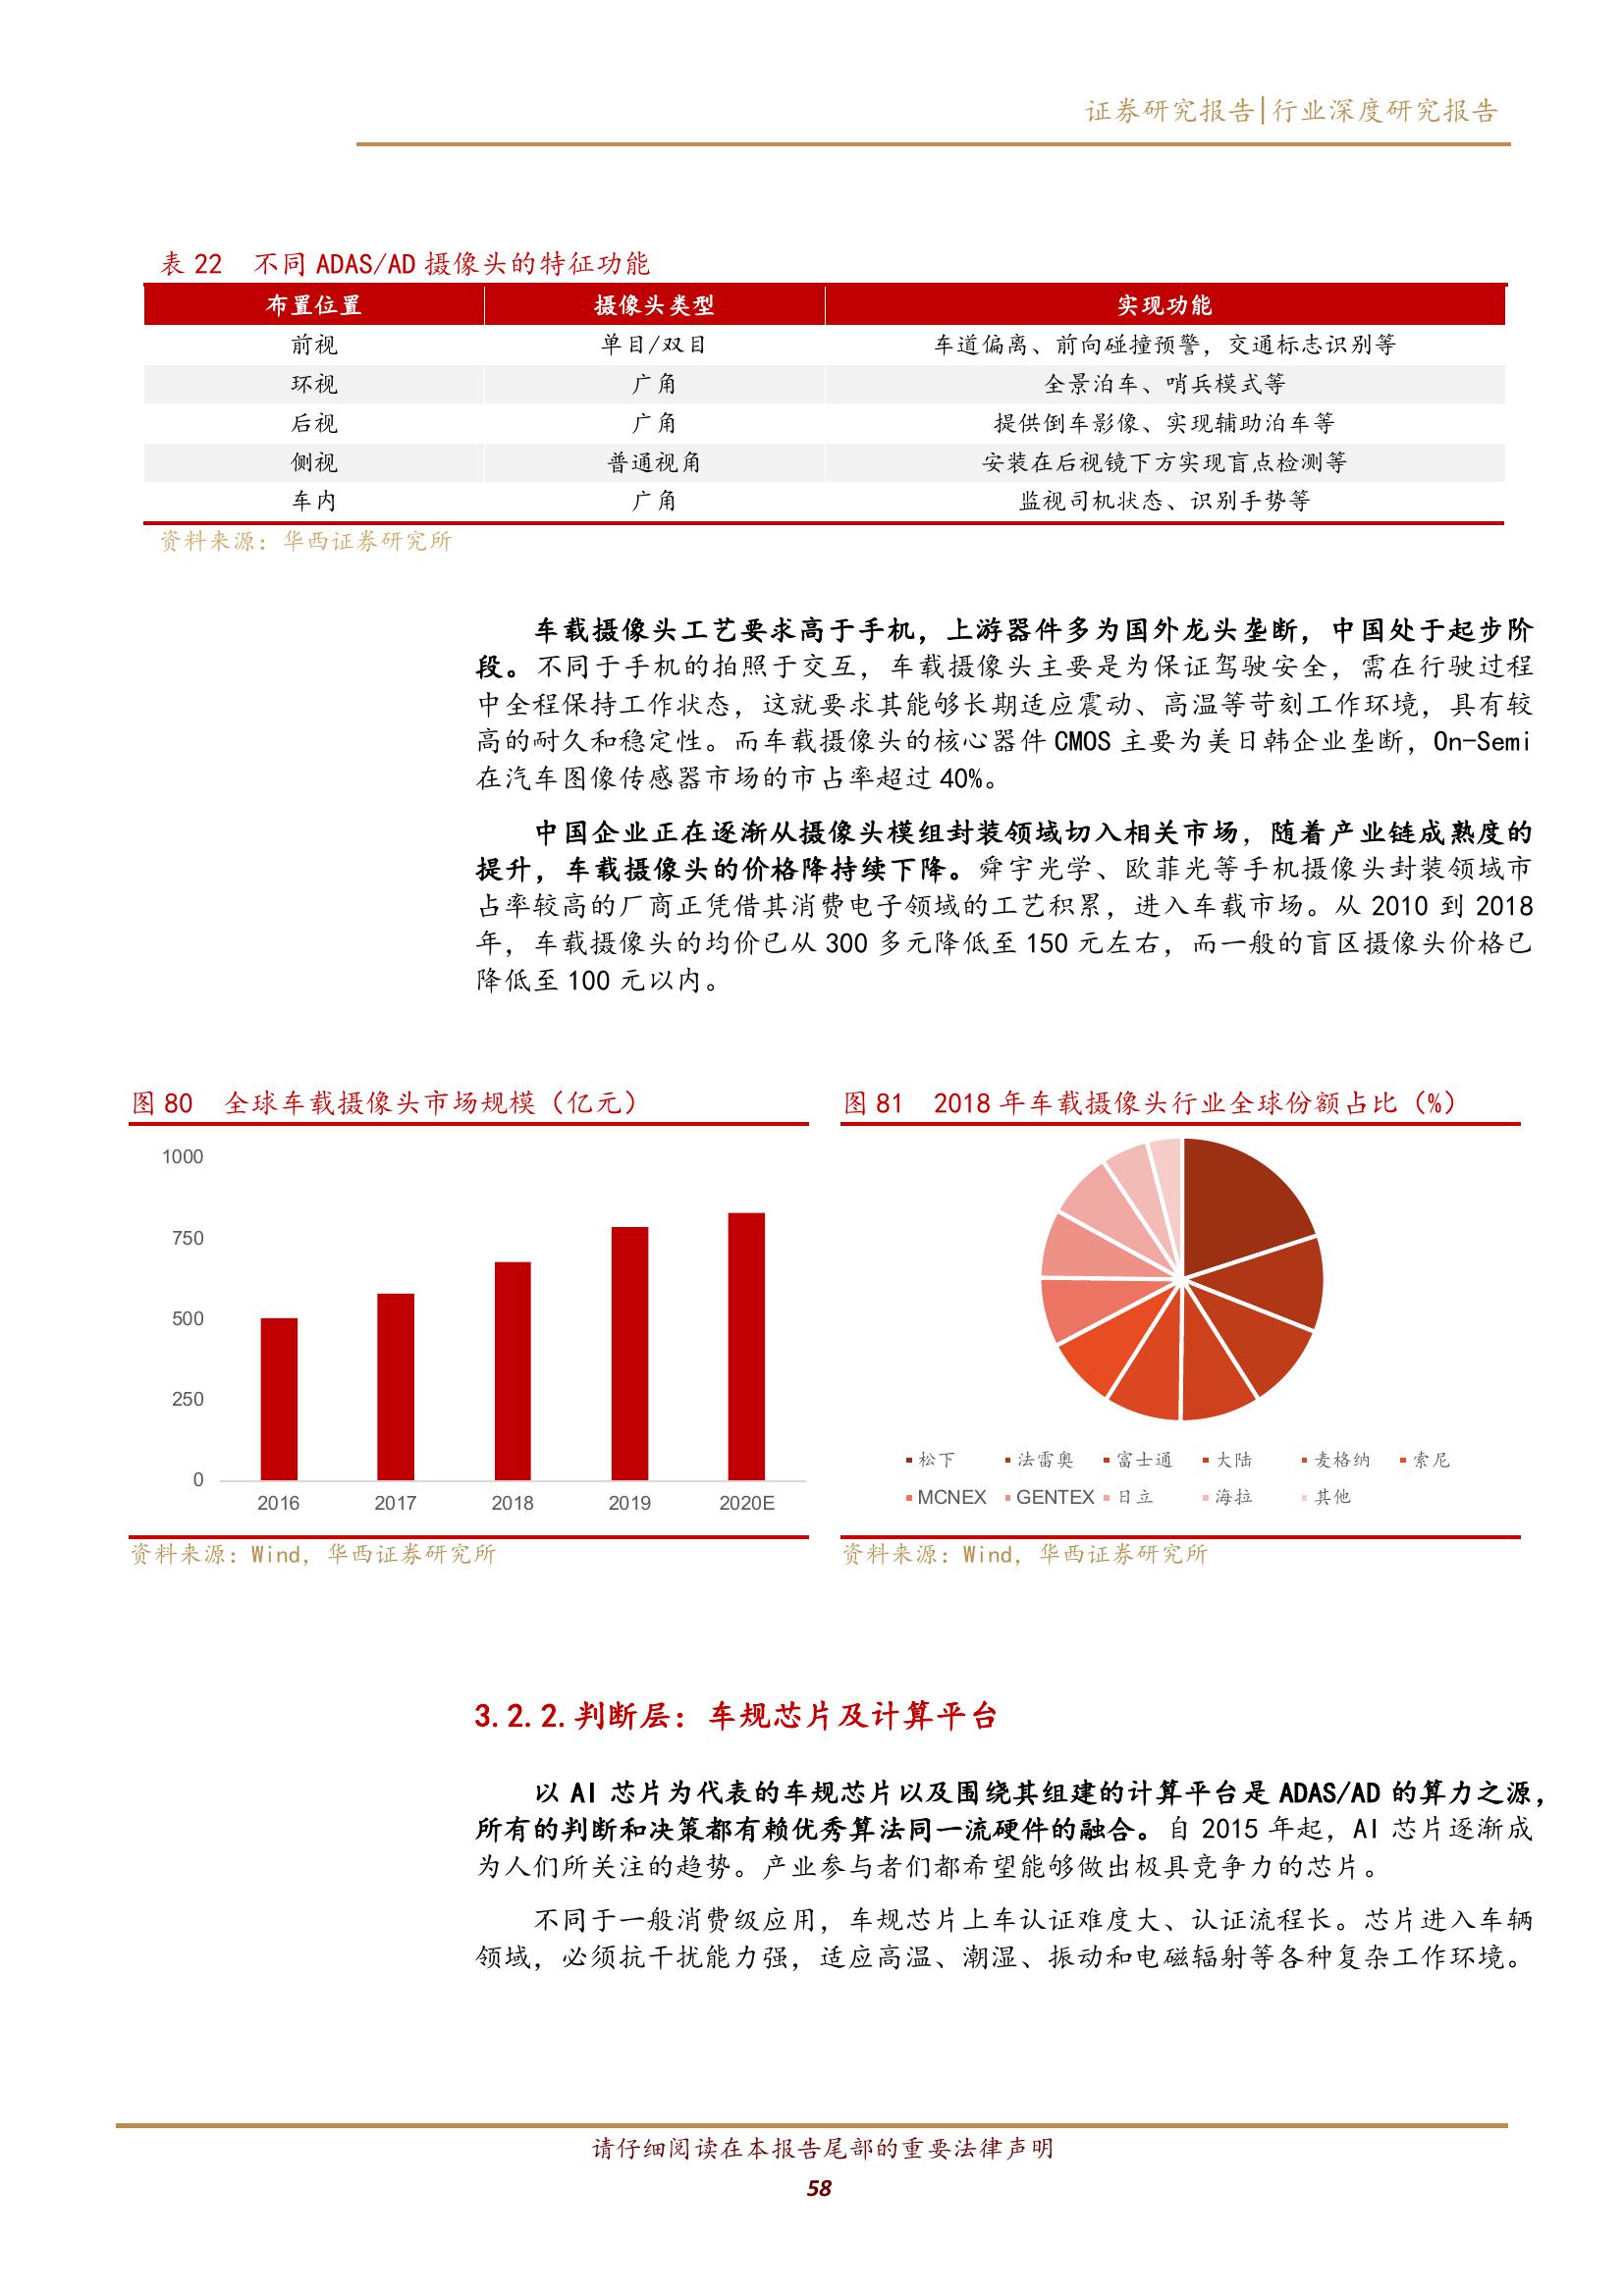 证券研究报告|行业深度研究报告
表 22 不同 ADAS/AD 摄像头的特征功能
布置位置 摄像头类型 实现功能
前视 单目/双目 车道偏离、前向碰撞预警，交通标志识别等
环视 广角 全景泊车、哨兵模式等
后视 广角 提供倒车影像、实现辅助泊车等
侧视 普通视角 安装在后视镜下方实现盲点检测等
车内 广角 监视司机状态、识别手势等
资料来源：华西证券研究所
车载摄像头工艺要求高于手机，上游器件多为国外龙头垄断，中国处于起步阶
段。不同于手机的拍照于交互，车载摄像头主要是为保证驾驶安全，需在行驶过程
中全程保持工作状态，这就要求其能够长期适应震动、高温等苛刻工作环境，具有较
高的耐久和稳定性。而车载摄像头的核心器件 CMOS 主要为美日韩企业垄断，On-Semi
在汽车图像传感器市场的市占率超过 40%。
中国企业正在逐渐从摄像头模组封装领域切入相关市场，随着产业链成熟度的
提升，车载摄像头的价格降持续下降。舜宇光学、欧菲光等手机摄像头封装领域市
占率较高的厂商正凭借其消费电子领域的工艺积累，进入车载市场。从 2010 到 2018
年，车载摄像头的均价已从 300 多元降低至 150 元左右，而一般的盲区摄像头价格已
降低至 100 元以内。
图 80 全球车载摄像头市场规模（亿元）
1000
750
500
250
0
2016 2017 2018 2019 2020E
资料来源：Wind，华西证券研究所
图 81 2018 年车载摄像头行业全球份额占比（%）
松下 法雷奥 富士通 大陆 麦格纳 索尼
MCNEX GENTEX 日立 海拉 其他
资料来源：Wind，华西证券研究所
3.2.2.判断层：车规芯片及计算平台
以 AI 芯片为代表的车规芯片以及围绕其组建的计算平台是 ADAS/AD 的算力之源，
所有的判断和决策都有赖优秀算法同一流硬件的融合。自 2015 年起，AI 芯片逐渐成
为人们所关注的趋势。产业参与者们都希望能够做出极具竞争力的芯片。
不同于一般消费级应用，车规芯片上车认证难度大、认证流程长。芯片进入车辆
领域，必须抗干扰能力强，适应高温、潮湿、振动和电磁辐射等各种复杂工作环境。
请仔细阅读在本报告尾部的重要法律声明
58